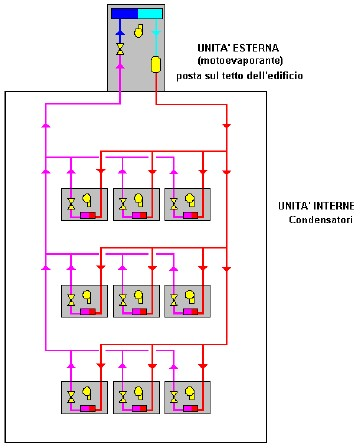 UNITA' ESTERNA
(motoevaporante)
posta sul tetto dell'edificio
UNITA' INTERNE
Condensatori